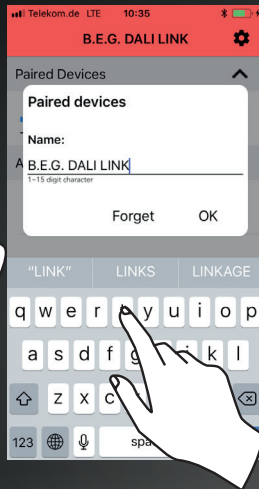 Telekom.de LTE 10:35
B.E.G. DALI LINK
Paired Devices
Paired devices
Name:
A B.E.G. DALI LINK
1–15 digit character
Forget OK
"LINK" LINKS LINKAGE
q w e r y u i o p
a s d f g k l
z x c
123 spa